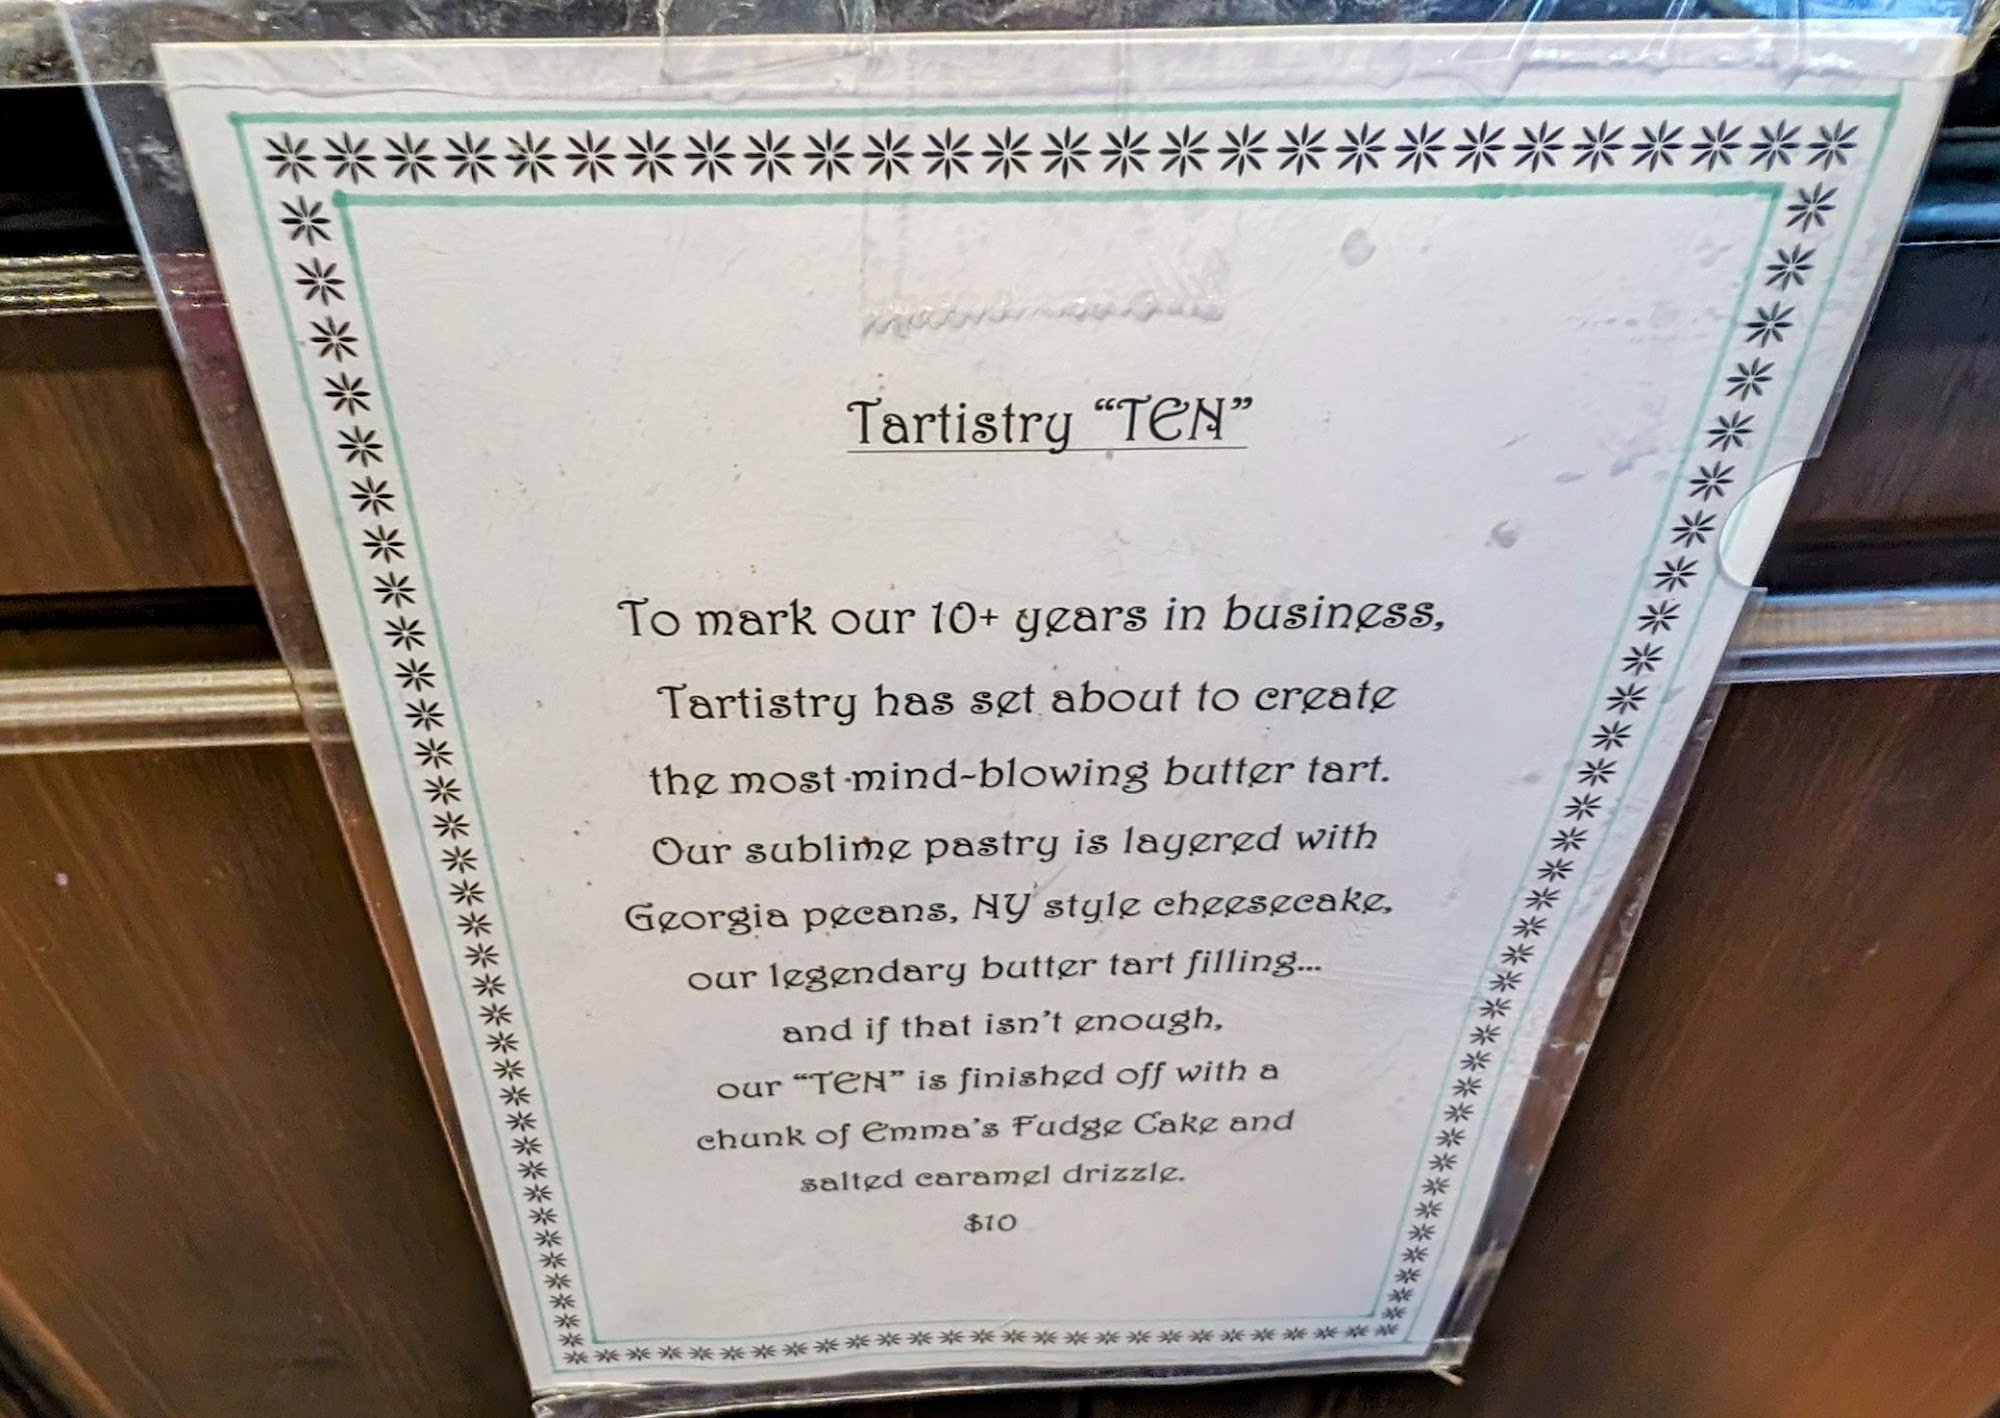 Tartistry “TEN”
To mark our 10+ years in business,
Tartistry has set about to create
the most mind-blowing butter tart.
Our sublime pastry is layered with
Georgia pecans, NY style cheesecake,
our legendary butter tart filling...
and if that isn’t enough,
our “TEN” is finished off with a
chunk of Emma’s Fudge Cake and
salted caramel drizzle.
$10